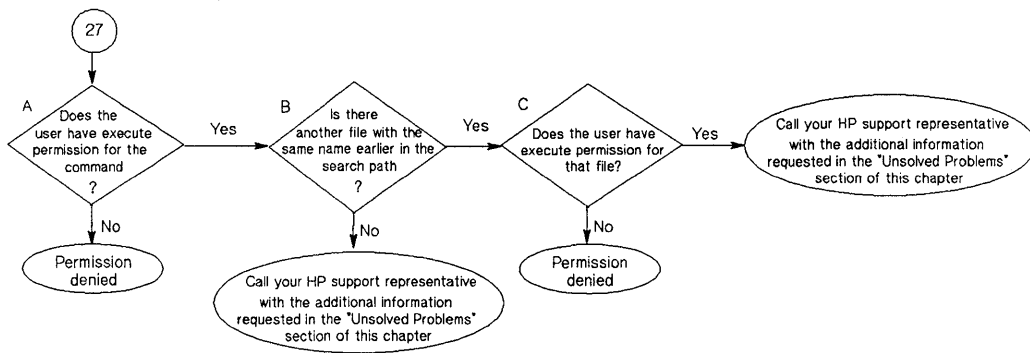 27
A
Does the
user have execute
permission for the
command
?
Yes
No
Permission
denied
B
Is there
another file with the
same name earlier in the
search path
?
Yes
No
Call your HP support representative
with the additional information
requested in the "Unsolved Problems"
section of this chapter
C
Does the user have
execute permission for
that file?
Yes
No
Permission
denied
Call your HP support representative
with the additional information
requested in the "Unsolved Problems"
section of this chapter